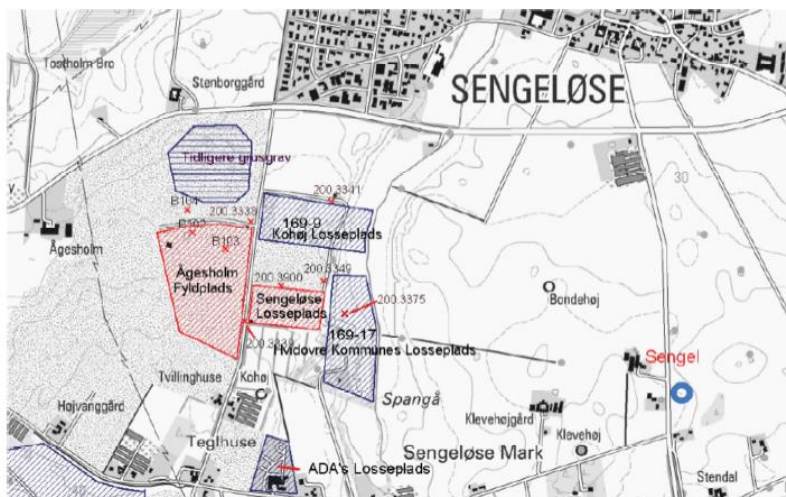 Tostholm Bro
Stenborggård
SENGELØSE
Tidligere grusgrav
30
B104
200.3338
200.3341
B102
169-9
Kohøj Losseplads
Ågesholm
B103
Ågesholm
Fyldplads
200.3900
200.3349
Sengeløse
Losseplads
200.3375
Bondehøj
169-17
Hvidovre Kommunes Losseplads
Sengel
Tvillinghuse
Kohøj
Spangå
Højvanggård
Klevehøjgård
Teglhuse
Sengeløse Mark
Klevehøj
ADA's Losseplads
Stendal